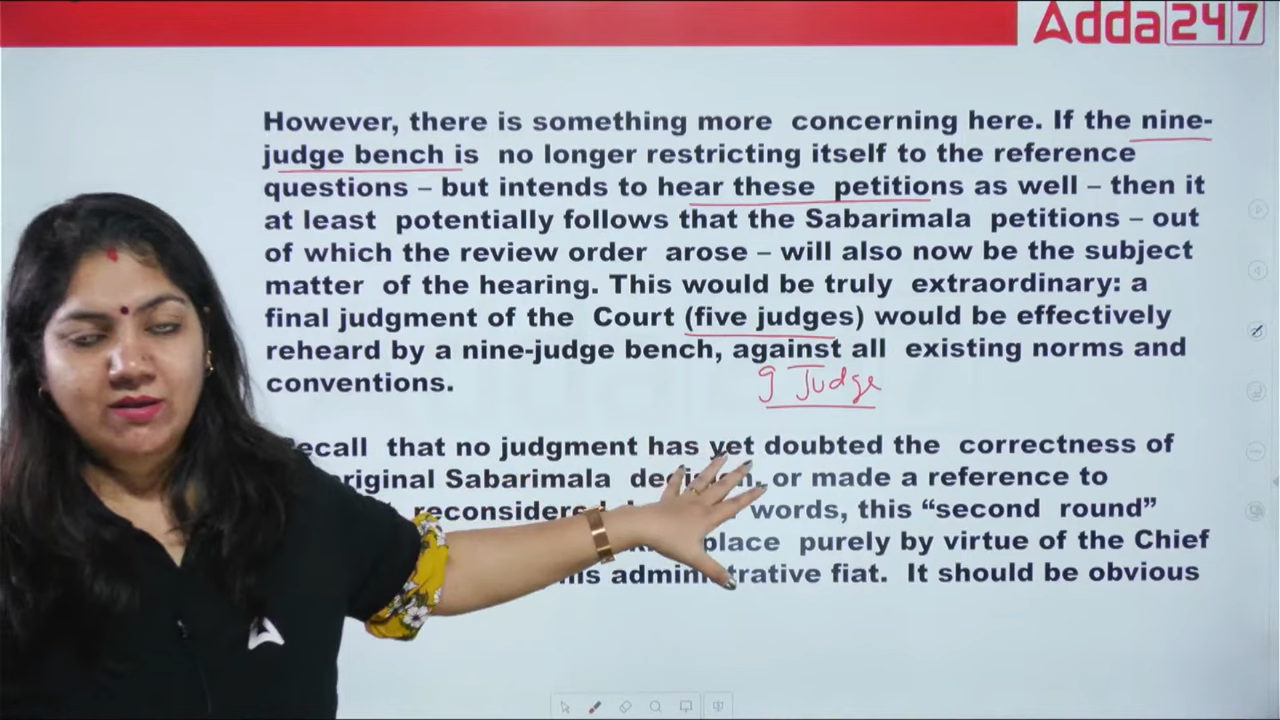 Adda247
However, there is something more concerning here. If the nine-
judge bench is no longer restricting itself to the reference
questions – but intends to hear these petitions as well – then it
at least potentially follows that the Sabarimala petitions – out
of which the review order arose – will also now be the subject
matter of the hearing. This would be truly extraordinary: a
final judgment of the Court (five judges) would be effectively
reheard by a nine-judge bench, against all existing norms and
conventions.
9 Judge
Recall that no judgment has yet doubted the correctness of
original Sabarimala decision, or made a reference to
reconsidered words, this “second round”
place purely by virtue of the Chief
his administrative fiat. It should be obvious